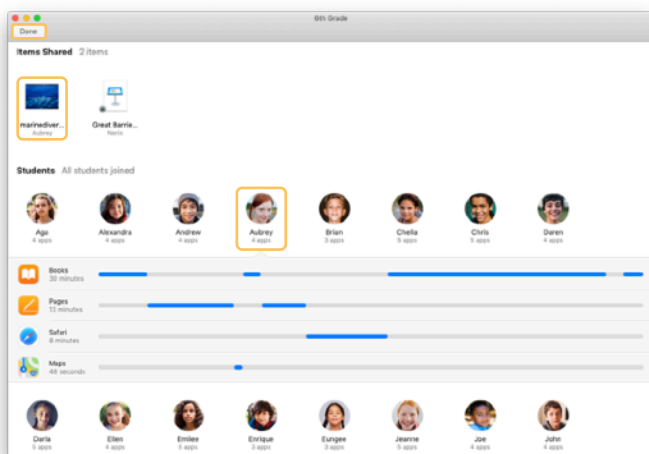 6th Grade
Done
Items Shared 2 items
marinediver... Great Barrie...
Aubrey Nerio
Students All students joined
Aga Alexandra Andrew Aubrey Brian Chella Chris Daren
4 apps 4 apps 4 apps 4 apps 3 apps 5 apps 5 apps 4 apps
Books
30 minutes
Pages
13 minutes
Safari
8 minutes
Maps
48 seconds
Darla Ellen Emilee Enrique Eungee Jeanne Joe John
5 apps 4 apps 5 apps 3 apps 3 apps 5 apps 4 apps 4 apps